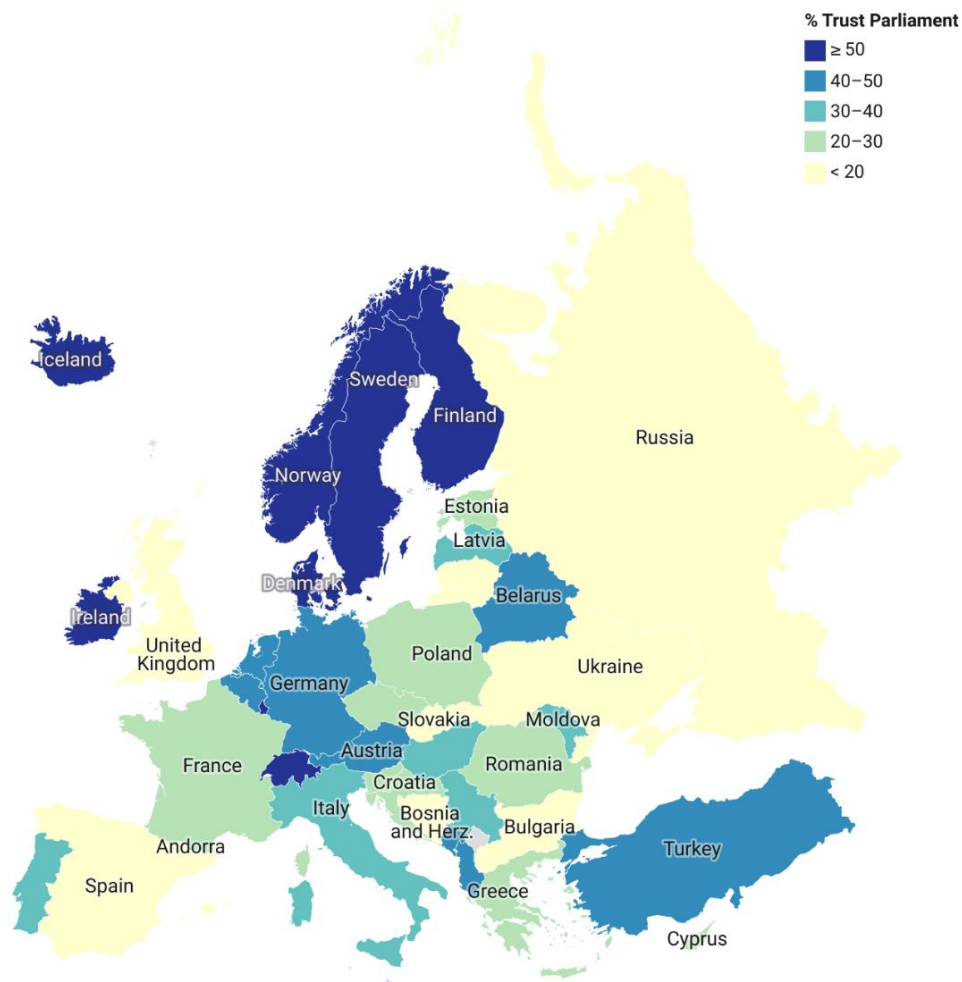 % Trust Parliament
≥ 50
40–50
30–40
20–30
< 20
Iceland
Sweden
Finland
Norway
Russia
Estonia
Latvia
Denmark
Belarus
Ireland
United
Kingdom
Poland
Ukraine
Germany
Slovakia
Moldova
Austria
France
Romania
Croatia
Italy
Bosnia
and Herz.
Bulgaria
Andorra
Turkey
Spain
Greece
Cyprus